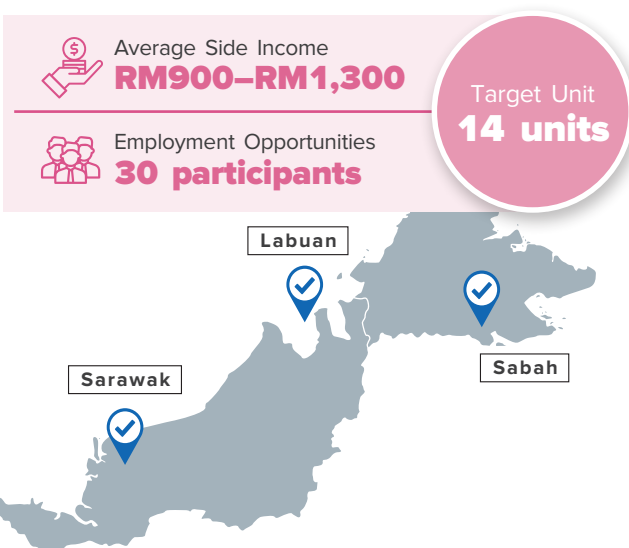 Average Side Income
RM900–RM1,300
Employment Opportunities
30 participants
Target Unit
14 units
Labuan
Sarawak
Sabah